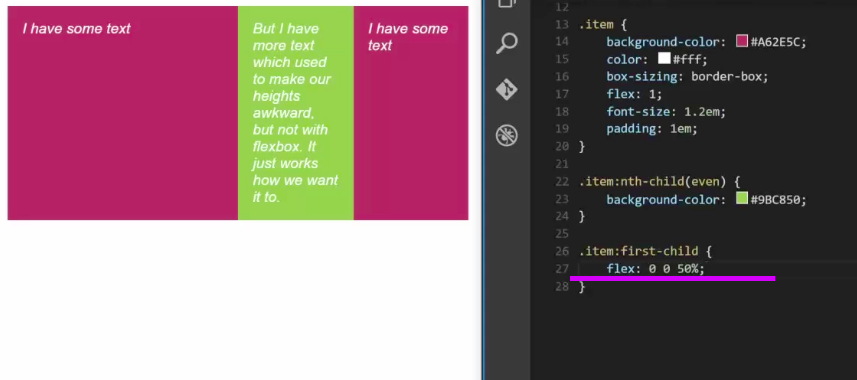 I have some text
But I have
more text
which used
to make our
heights
awkward,
but not with
flexbox. It
just works
how we want
it to.
I have some
text
12
13 .item {
14 background-color: #A62E5C;
15 color: #fff;
16 box-sizing: border-box;
17 flex: 1;
18 font-size: 1.2em;
19 padding: 1em;
20 }
21
22 .item:nth-child(even) {
23 background-color: #9BC850;
24 }
25
26 .item:first-child {
27 flex: 0 0 50%;
28 }